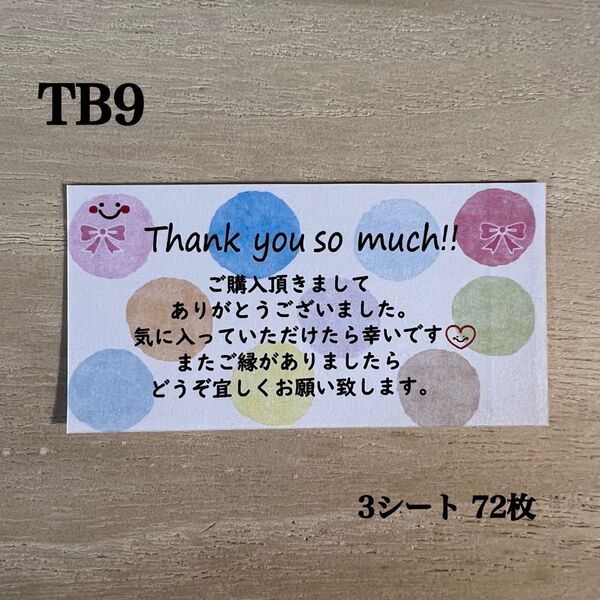 TB9
Thank you so much!!
ご購入頂きまして
ありがとうございました。
気に入っていただけたら幸いです
またご縁がありましたら
どうぞ宜しくお願い致します。
3シート 72枚